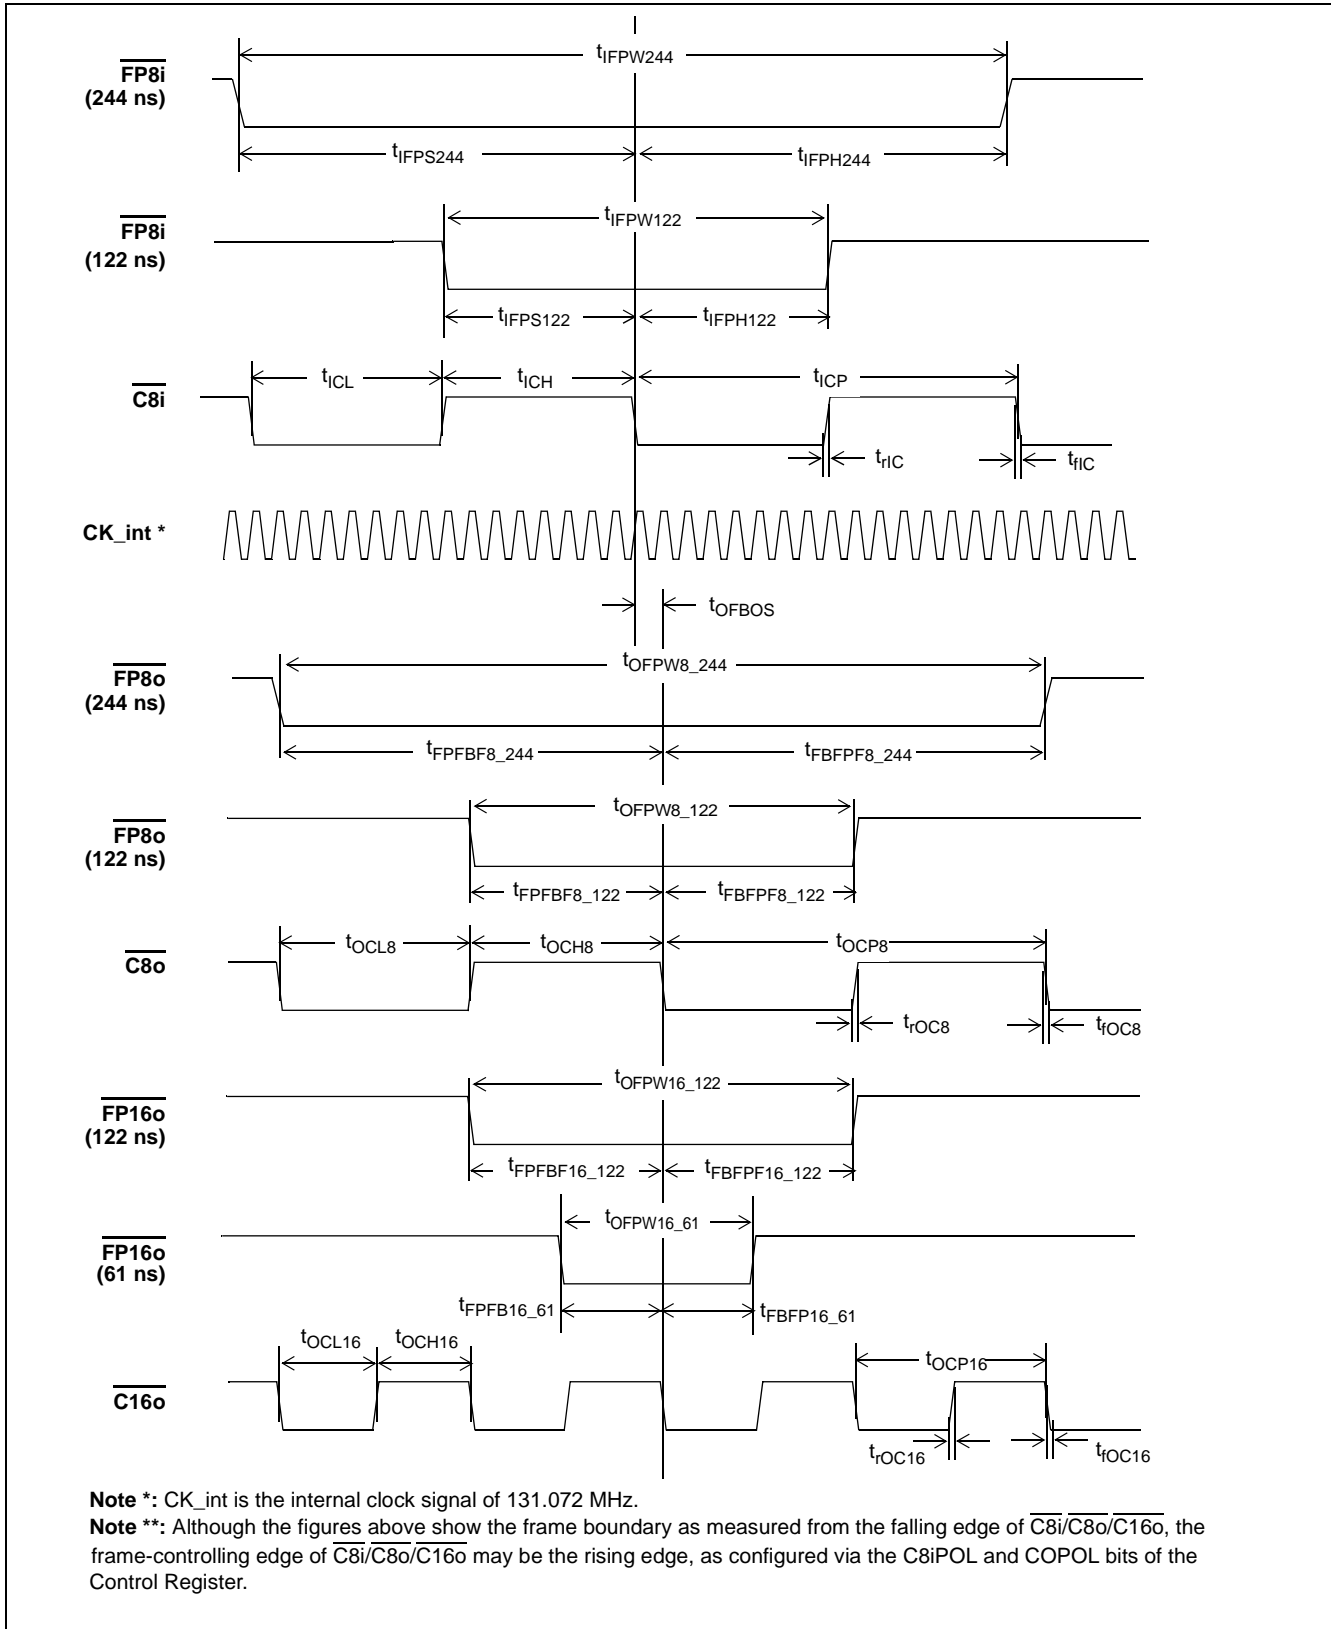 tIFPW244
FP8i
(244 ns)
tIFPS244
tIFPH244
FP8i
(122 ns)
tIFPW122
tIFPS122
tIFPH122
C8i
tICL
tICH
tICP
trIC
tfIC
CK_int *
tOFBOS
FP8o
(244 ns)
tOFPW8_244
tFPFBF8_244
tFBFPF8_244
FP8o
(122 ns)
tOFPW8_122
tFPFBF8_122
tFBFPF8_122
C8o
tOCL8
tOCH8
tOCP8
trOC8
tfOC8
FP16o
(122 ns)
tOFPW16_122
tFPFBF16_122
tFBFPF16_122
FP16o
(61 ns)
tOFPW16_61
tFPFB16_61
tFBFP16_61
C16o
tOCL16
tOCH16
tOCP16
trOC16
tfOC16
Note *: CK_int is the internal clock signal of 131.072 MHz.
Note **: Although the figures above show the frame boundary as measured from the falling edge of C8i/C8o/C16o, the
frame-controlling edge of C8i/C8o/C16o may be the rising edge, as configured via the C8iPOL and COPOL bits of the
Control Register.